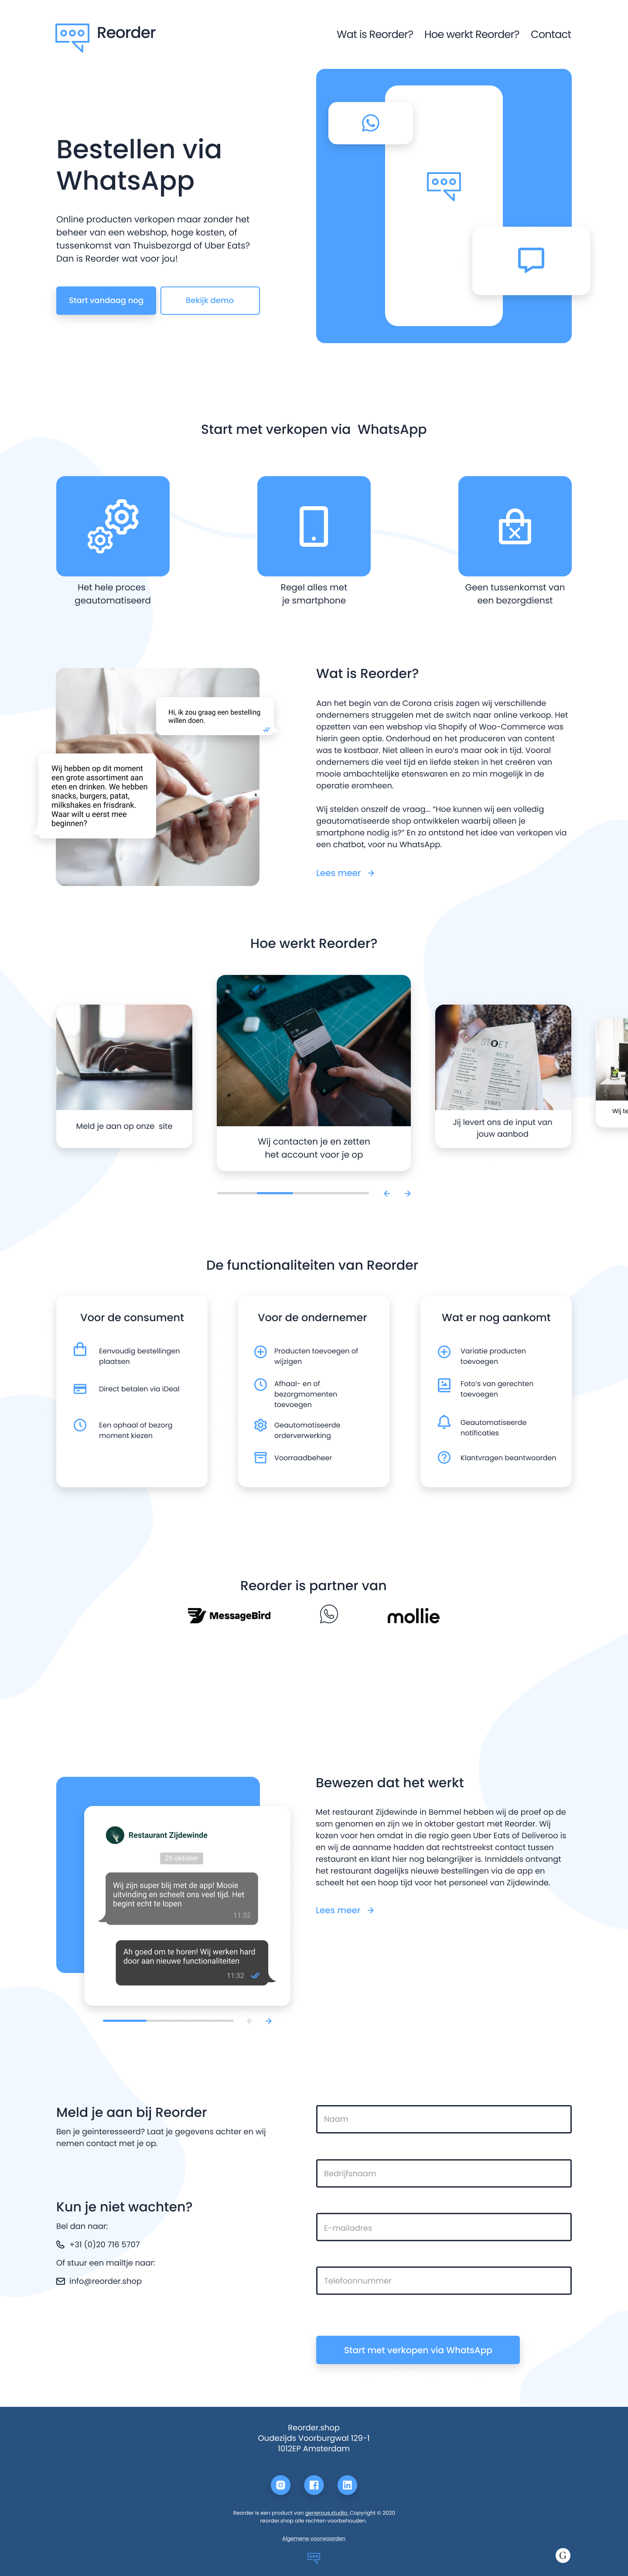 Reorder
Wat is Reorder? Hoe werkt Reorder? Contact
Bestellen via
WhatsApp
Online producten verkopen maar zonder het
beheer van een webshop, hoge kosten, of
tussenkomst van Thuisbezorgd of Uber Eats?
Dan is Reorder wat voor jou!
Start vandaag nog
Bekijk demo
Start met verkopen via WhatsApp
Het hele proces
geautomatiseerd
Regel alles met
je smartphone
Geen tussenkomst van
een bezorgdienst
Hi, ik zou graag een bestelling
willen doen.
Wij hebben op dit moment
een grote assortiment aan
eten en drinken. We hebben
snacks, burgers, patat,
milkshakes en frisdrank.
Waar wilt u eerst mee
beginnen?
Wat is Reorder?
Aan het begin van de Corona crisis zagen wij verschillende
ondernemers struggelen met de switch naar online verkoop. Het
opzetten van een webshop via Shopify of Woo-Commerce was
hierin geen optie. Onderhoud en het produceren van content
was te kostbaar. Niet alleen in euro's maar ook in tijd. Vooral
ondernemers die veel tijd en liefde steken in het creëren van
mooie ambachtelijke etenswaren en zo min mogelijk in de
operatie eromheen.
Wij stelden onszelf de vraag... "Hoe kunnen wij een volledig
geautomatiseerde shop ontwikkelen waarbij alleen je
smartphone nodig is?" En zo ontstond het idee van verkopen via
een chatbot, voor nu WhatsApp.
Lees meer
Hoe werkt Reorder?
Meld je aan op onze site
Wij contacten je en zetten
het account voor je op
STOET
SPECIALS
Jij levert ons de input van
jouw aanbod
Wij te
De functionaliteiten van Reorder
Voor de consument
Eenvoudig bestellingen
plaatsen
Direct betalen via iDeal
Een ophaal of bezorg
moment kiezen
Voor de ondernemer
Producten toevoegen of
wijzigen
Afhaal- en of
bezorgmomenten
toevoegen
Geautomatiseerde
orderverwerking
Voorraadbeheer
Wat er nog aankomt
Variatie producten
toevoegen
Foto's van gerechten
toevoegen
Geautomatiseerde
notificaties
Klantvragen beantwoorden
Reorder is partner van
MessageBird
mollie
Restaurant Zijdewinde
26 oktober
Wij zijn super blij met de app! Mooie
uitvinding en scheelt ons veel tijd. Het
begint echt te lopen
11:32
Ah goed om te horen! Wij werken hard
door aan nieuwe functionaliteiten
11:32
Bewezen dat het werkt
Met restaurant Zijdewinde in Bemmel hebben wij de proef op de
som genomen en zijn we in oktober gestart met Reorder. Wij
kozen voor hen omdat in die regio geen Uber Eats of Deliveroo is
en wij de aanname hadden dat rechtstreeks contact tussen
restaurant en klant hier nog belangrijker is. Inmiddels ontvangt
het restaurant dagelijks nieuwe bestellingen via de app en
scheelt het een hoop tijd voor het personeel van Zijdewinde.
Lees meer
Meld je aan bij Reorder
Ben je geinteresseerd? Laat je gegevens achter en wij
nemen contact met je op.
Kun je niet wachten?
Bel dan naar:
+31 (0)20 716 5707
Of stuur een mailtje naar:
info@reorder.shop
Naam
Bedrijfsnaam
E-mailadres
Telefoonnummer
Start met verkopen via WhatsApp
Reorder.shop
Oudezijds Voorburgwal 129-1
1012EP Amsterdam
Reorder is een product van generous.studio. Copyright © 2020
reorder.shop alle rechten voorbehouden.
Algemene voorwaarden
G